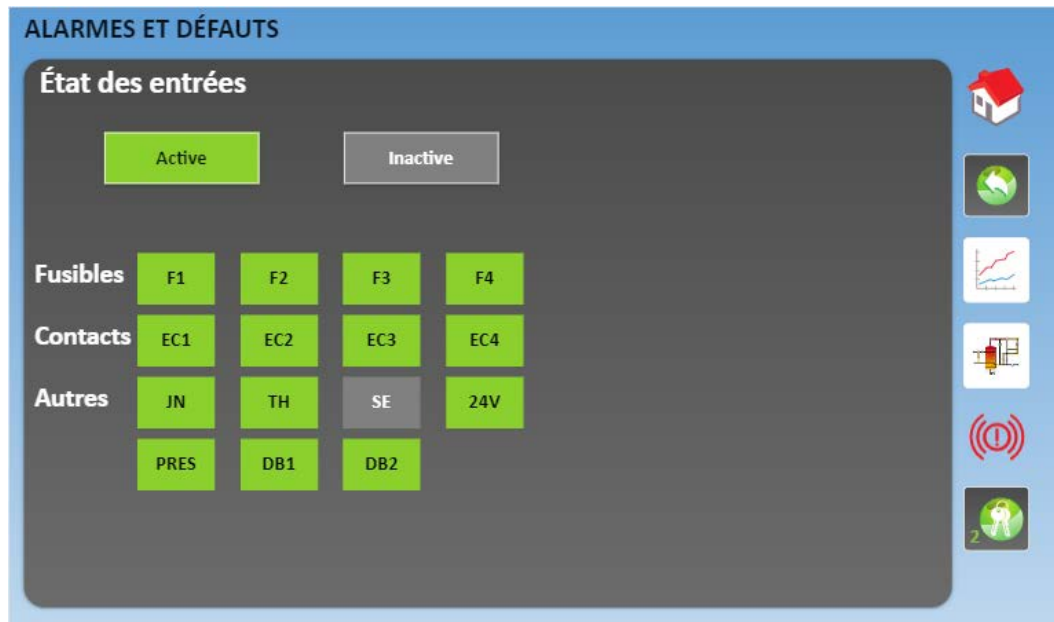 ALARMES ET DÉFAUTS
État des entrées
Active Inactive
Fusibles F1 F2 F3 F4
Contacts EC1 EC2 EC3 EC4
Autres JN TH SE 24V
PRES DB1 DB2
2